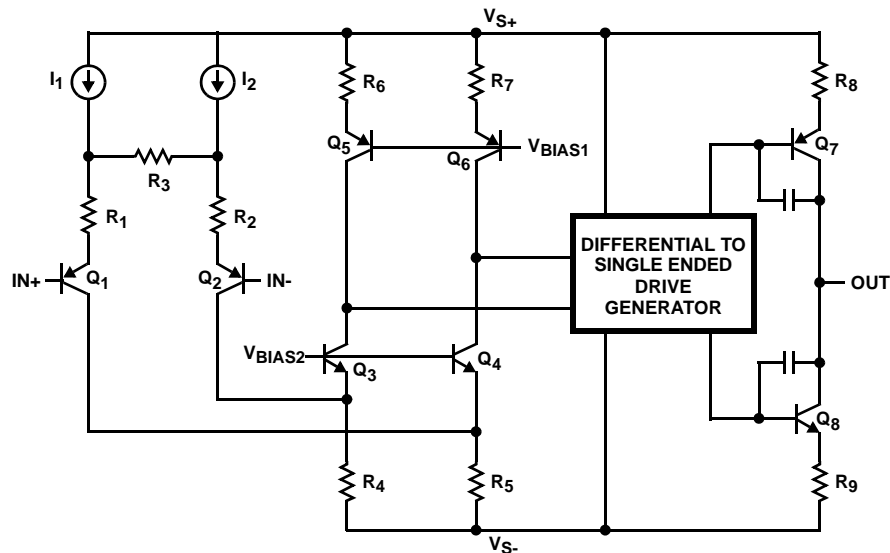 VS+
I1
I2
R6
R7
R8
Q5
Q6
VBIAS1
Q7
R3
R1
R2
DIFFERENTIAL TO
SINGLE ENDED
DRIVE
GENERATOR
IN+
Q1
Q2
IN-
OUT
VBIAS2
Q3
Q4
Q8
R4
R5
R9
VS-